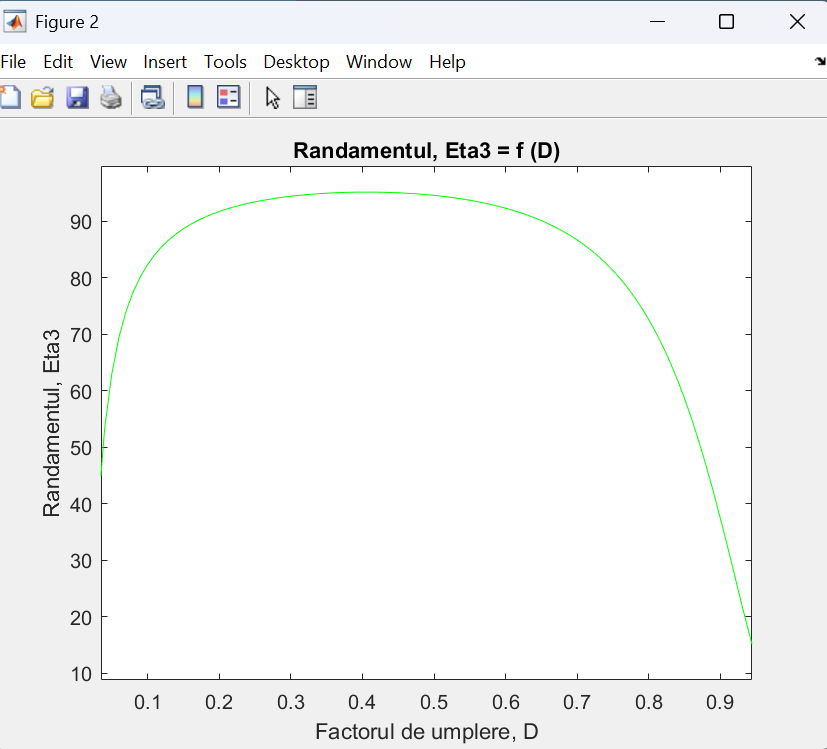 Figure 2
File Edit View Insert Tools Desktop Window Help
Randamentul, Eta3 = f (D)
Randamentul, Eta3
90
80
70
60
50
40
30
20
10
0.1 0.2 0.3 0.4 0.5 0.6 0.7 0.8 0.9
Factorul de umplere, D